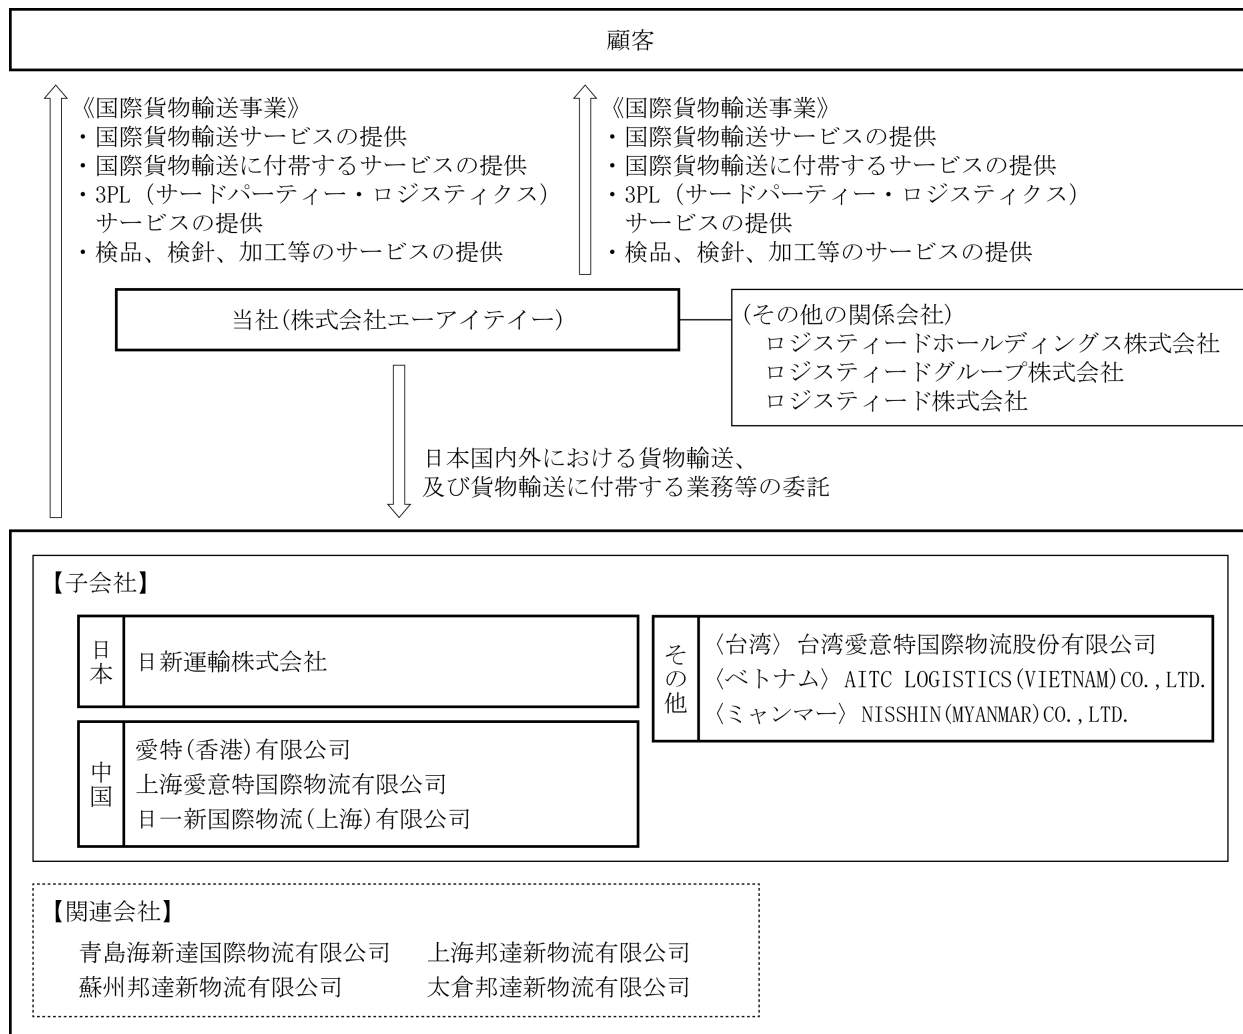 顧客
《国際貨物輸送事業》
・国際貨物輸送サービスの提供
・国際貨物輸送に付帯するサービスの提供
・3PL（サードパーティー・ロジスティクス）
サービスの提供
・検品、検針、加工等のサービスの提供
《国際貨物輸送事業》
・国際貨物輸送サービスの提供
・国際貨物輸送に付帯するサービスの提供
・3PL（サードパーティー・ロジスティクス）
サービスの提供
・検品、検針、加工等のサービスの提供
当社(株式会社エーアイテイー)
(その他の関係会社)
ロジスティードホールディングス株式会社
ロジスティードグループ株式会社
ロジスティード株式会社
日本国内外における貨物輸送、
及び貨物輸送に付帯する業務等の委託
【子会社】
日本
日新運輸株式会社
中国
愛特(香港)有限公司
上海愛意特国際物流有限公司
日一新国際物流(上海)有限公司
その他
〈台湾〉台湾愛意特国際物流股份有限公司
〈ベトナム〉AITC LOGISTICS(VIETNAM)CO.,LTD.
〈ミャンマー〉NISSHIN(MYANMAR)CO.,LTD.
【関連会社】
青島海新達国際物流有限公司 上海邦達新物流有限公司
蘇州邦達新物流有限公司 太倉邦達新物流有限公司